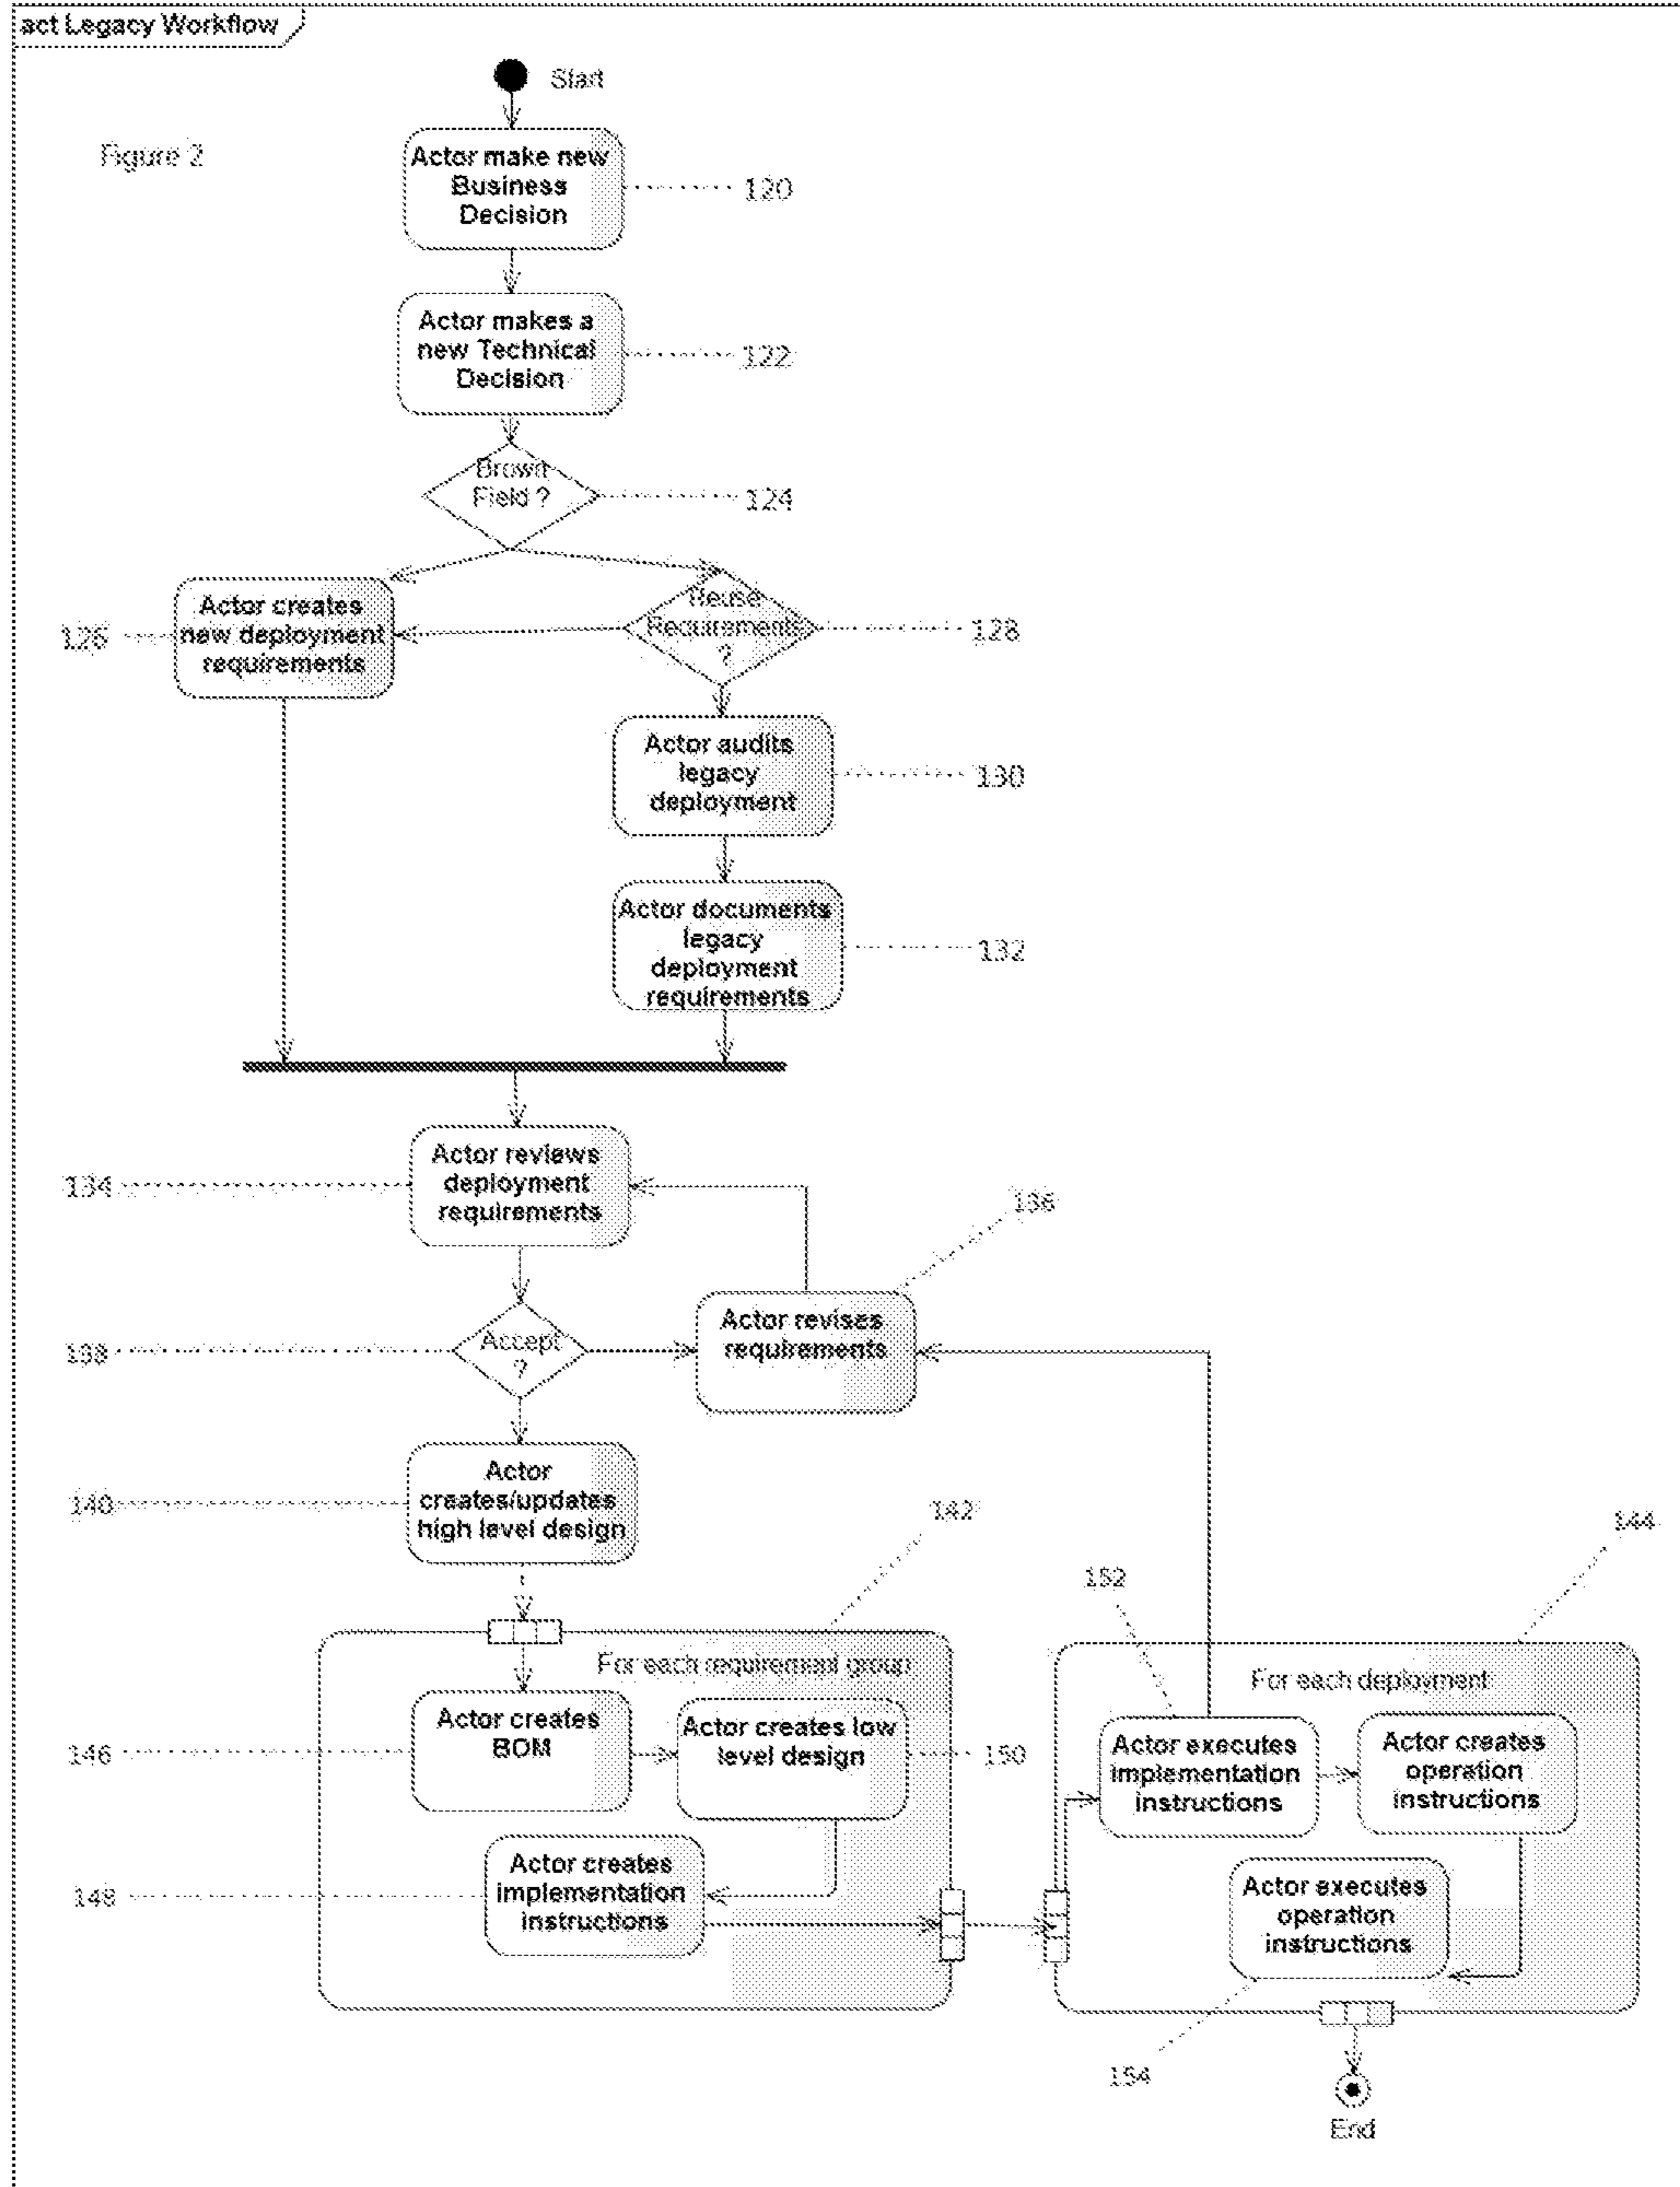 act Legacy Workflow
Start
Figure 2
Actor make new
Business
Decision
120
Actor makes a
new Technical
Decision
122
Brown
Field ?
124
Actor creates
new deployment
requirements
126
Reuse
Requirements
?
128
Actor audits
legacy
deployment
130
Actor documents
legacy
deployment
requirements
132
Actor reviews
deployment
requirements
134
136
Actor revises
requirements
Accept
?
138
Actor
creates/updates
high level design
140
142
144
152
For each requirement group
For each deployment
Actor creates
BOM
146
Actor creates low
level design
150
Actor executes
implementation
instructions
Actor creates
operation
instructions
Actor creates
implementation
instructions
148
Actor executes
operation
instructions
154
End